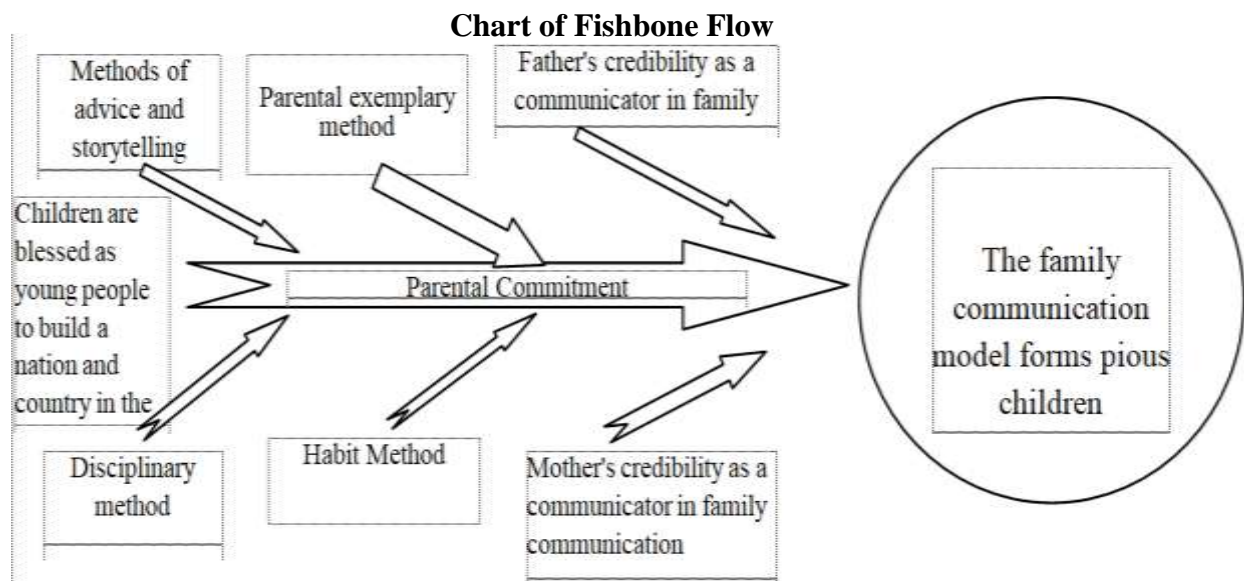 Chart of Fishbone Flow
Methods of
advice and
storytelling
Parental exemplary
method
Father's credibility as a
communicator in family
Children are
blessed as
young people
to build a
nation and
country in the
Parental Commitment
The family
communication
model forms pious
children
Disciplinary
method
Habit Method
Mother's credibility as a
communicator in family
communication